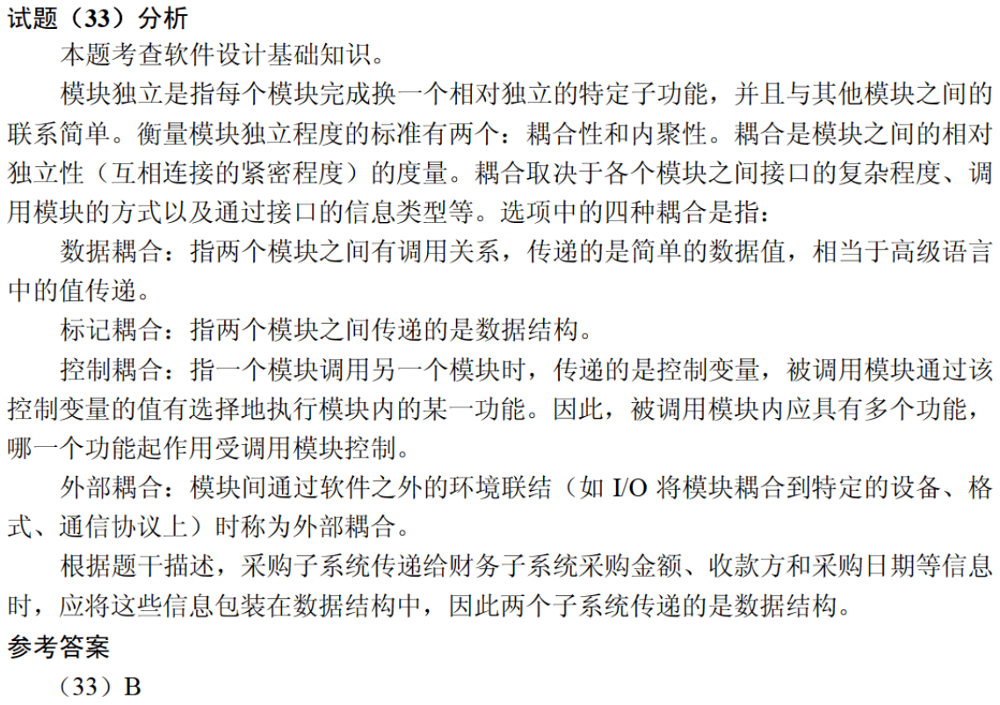 试题（33）分析
本题考查软件设计基础知识。
模块独立是指每个模块完成换一个相对独立的特定子功能，并且与其他模块之间的
联系简单。衡量模块独立程度的标准有两个：耦合性和内聚性。耦合是模块之间的相对
独立性（互相连接的紧密程度）的度量。耦合取决于各个模块之间接口的复杂程度、调
用模块的方式以及通过接口的信息类型等。选项中的四种耦合是指：
数据耦合：指两个模块之间有调用关系，传递的是简单的数据值，相当于高级语言
中的值传递。
标记耦合：指两个模块之间传递的是数据结构。
控制耦合：指一个模块调用另一个模块时，传递的是控制变量，被调用模块通过该
控制变量的值有选择地执行模块内的某一功能。因此，被调用模块内应具有多个功能，
哪一个功能起作用受调用模块控制。
外部耦合：模块间通过软件之外的环境联结（如 I/O 将模块耦合到特定的设备、格
式、通信协议上）时称为外部耦合。
根据题干描述，采购子系统传递给财务子系统采购金额、收款方和采购日期等信息
时，应将这些信息包装在数据结构中，因此两个子系统传递的是数据结构。
参考答案
（33）B